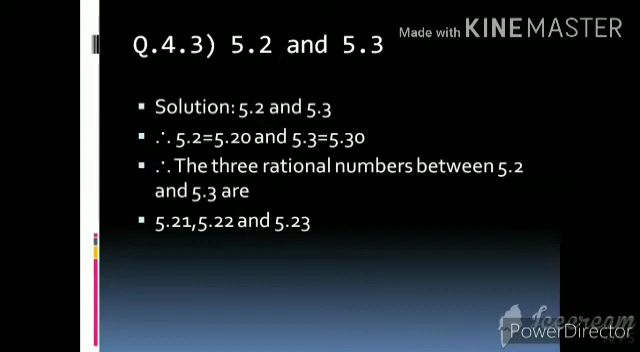 Made with KINEMASTER
Q.4.3) 5.2 and 5.3
Solution: 5.2 and 5.3
∴ 5.2=5.20 and 5.3=5.30
∴ The three rational numbers between 5.2
and 5.3 are
5.21,5.22 and 5.23
Icecream
APPS
PowerDirector